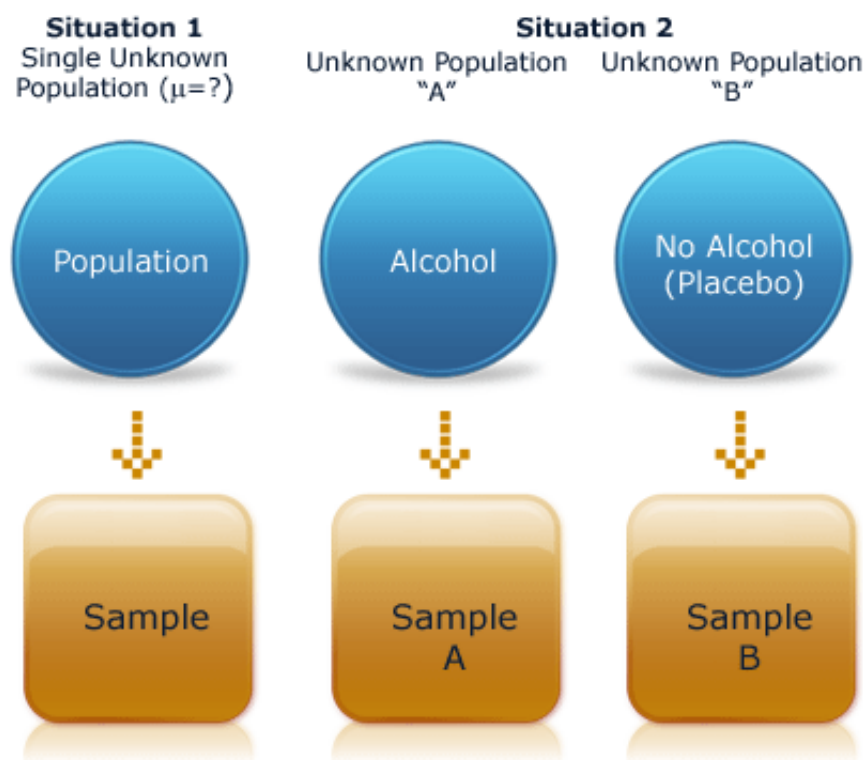 Situation 1
Single Unknown
Population (μ=?)
Situation 2
Unknown Population
“A”
Unknown Population
“B”
Population
Alcohol
No Alcohol
(Placebo)
Sample
Sample
A
Sample
B